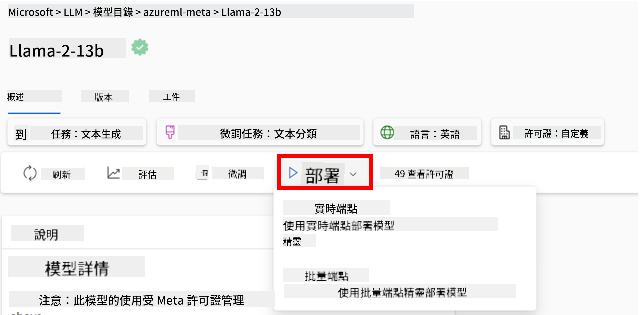 Microsoft > LLM > 模型目錄 > azureml-meta > Llama-2-13b
Llama-2-13b
概述 版本 工件
到 任務：文本生成 微調任務：文本分類 語言：英語 許可證：自定義
刷新 評估 微調 部署 49 查看許可證
實時端點
使用實時端點部署模型
精靈
批量端點
使用批量端點精靈部署模型
說明
模型詳情
注意：此模型的使用受 Meta 許可證管理